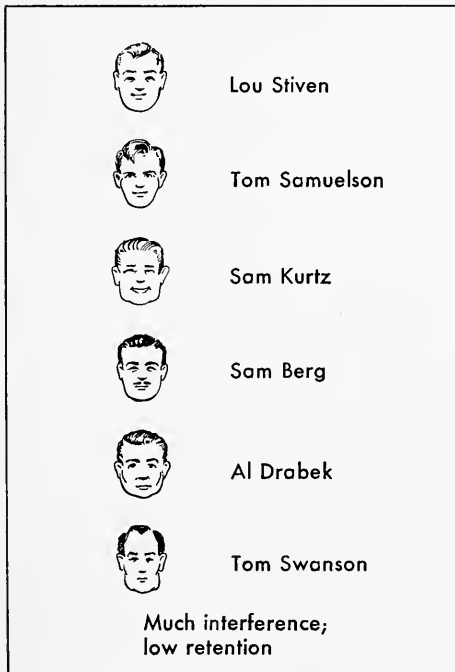 Lou Stiven
Tom Samuelson
Sam Kurtz
Sam Berg
Al Drabek
Tom Swanson
Much interference;
low retention